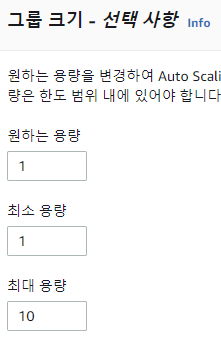 그룹 크기 - 선택 사항 Info
원하는 용량을 변경하여 Auto Scali
량은 한도 범위 내에 있어야 합니다
원하는 용량
1
최소 용량
1
최대 용량
10